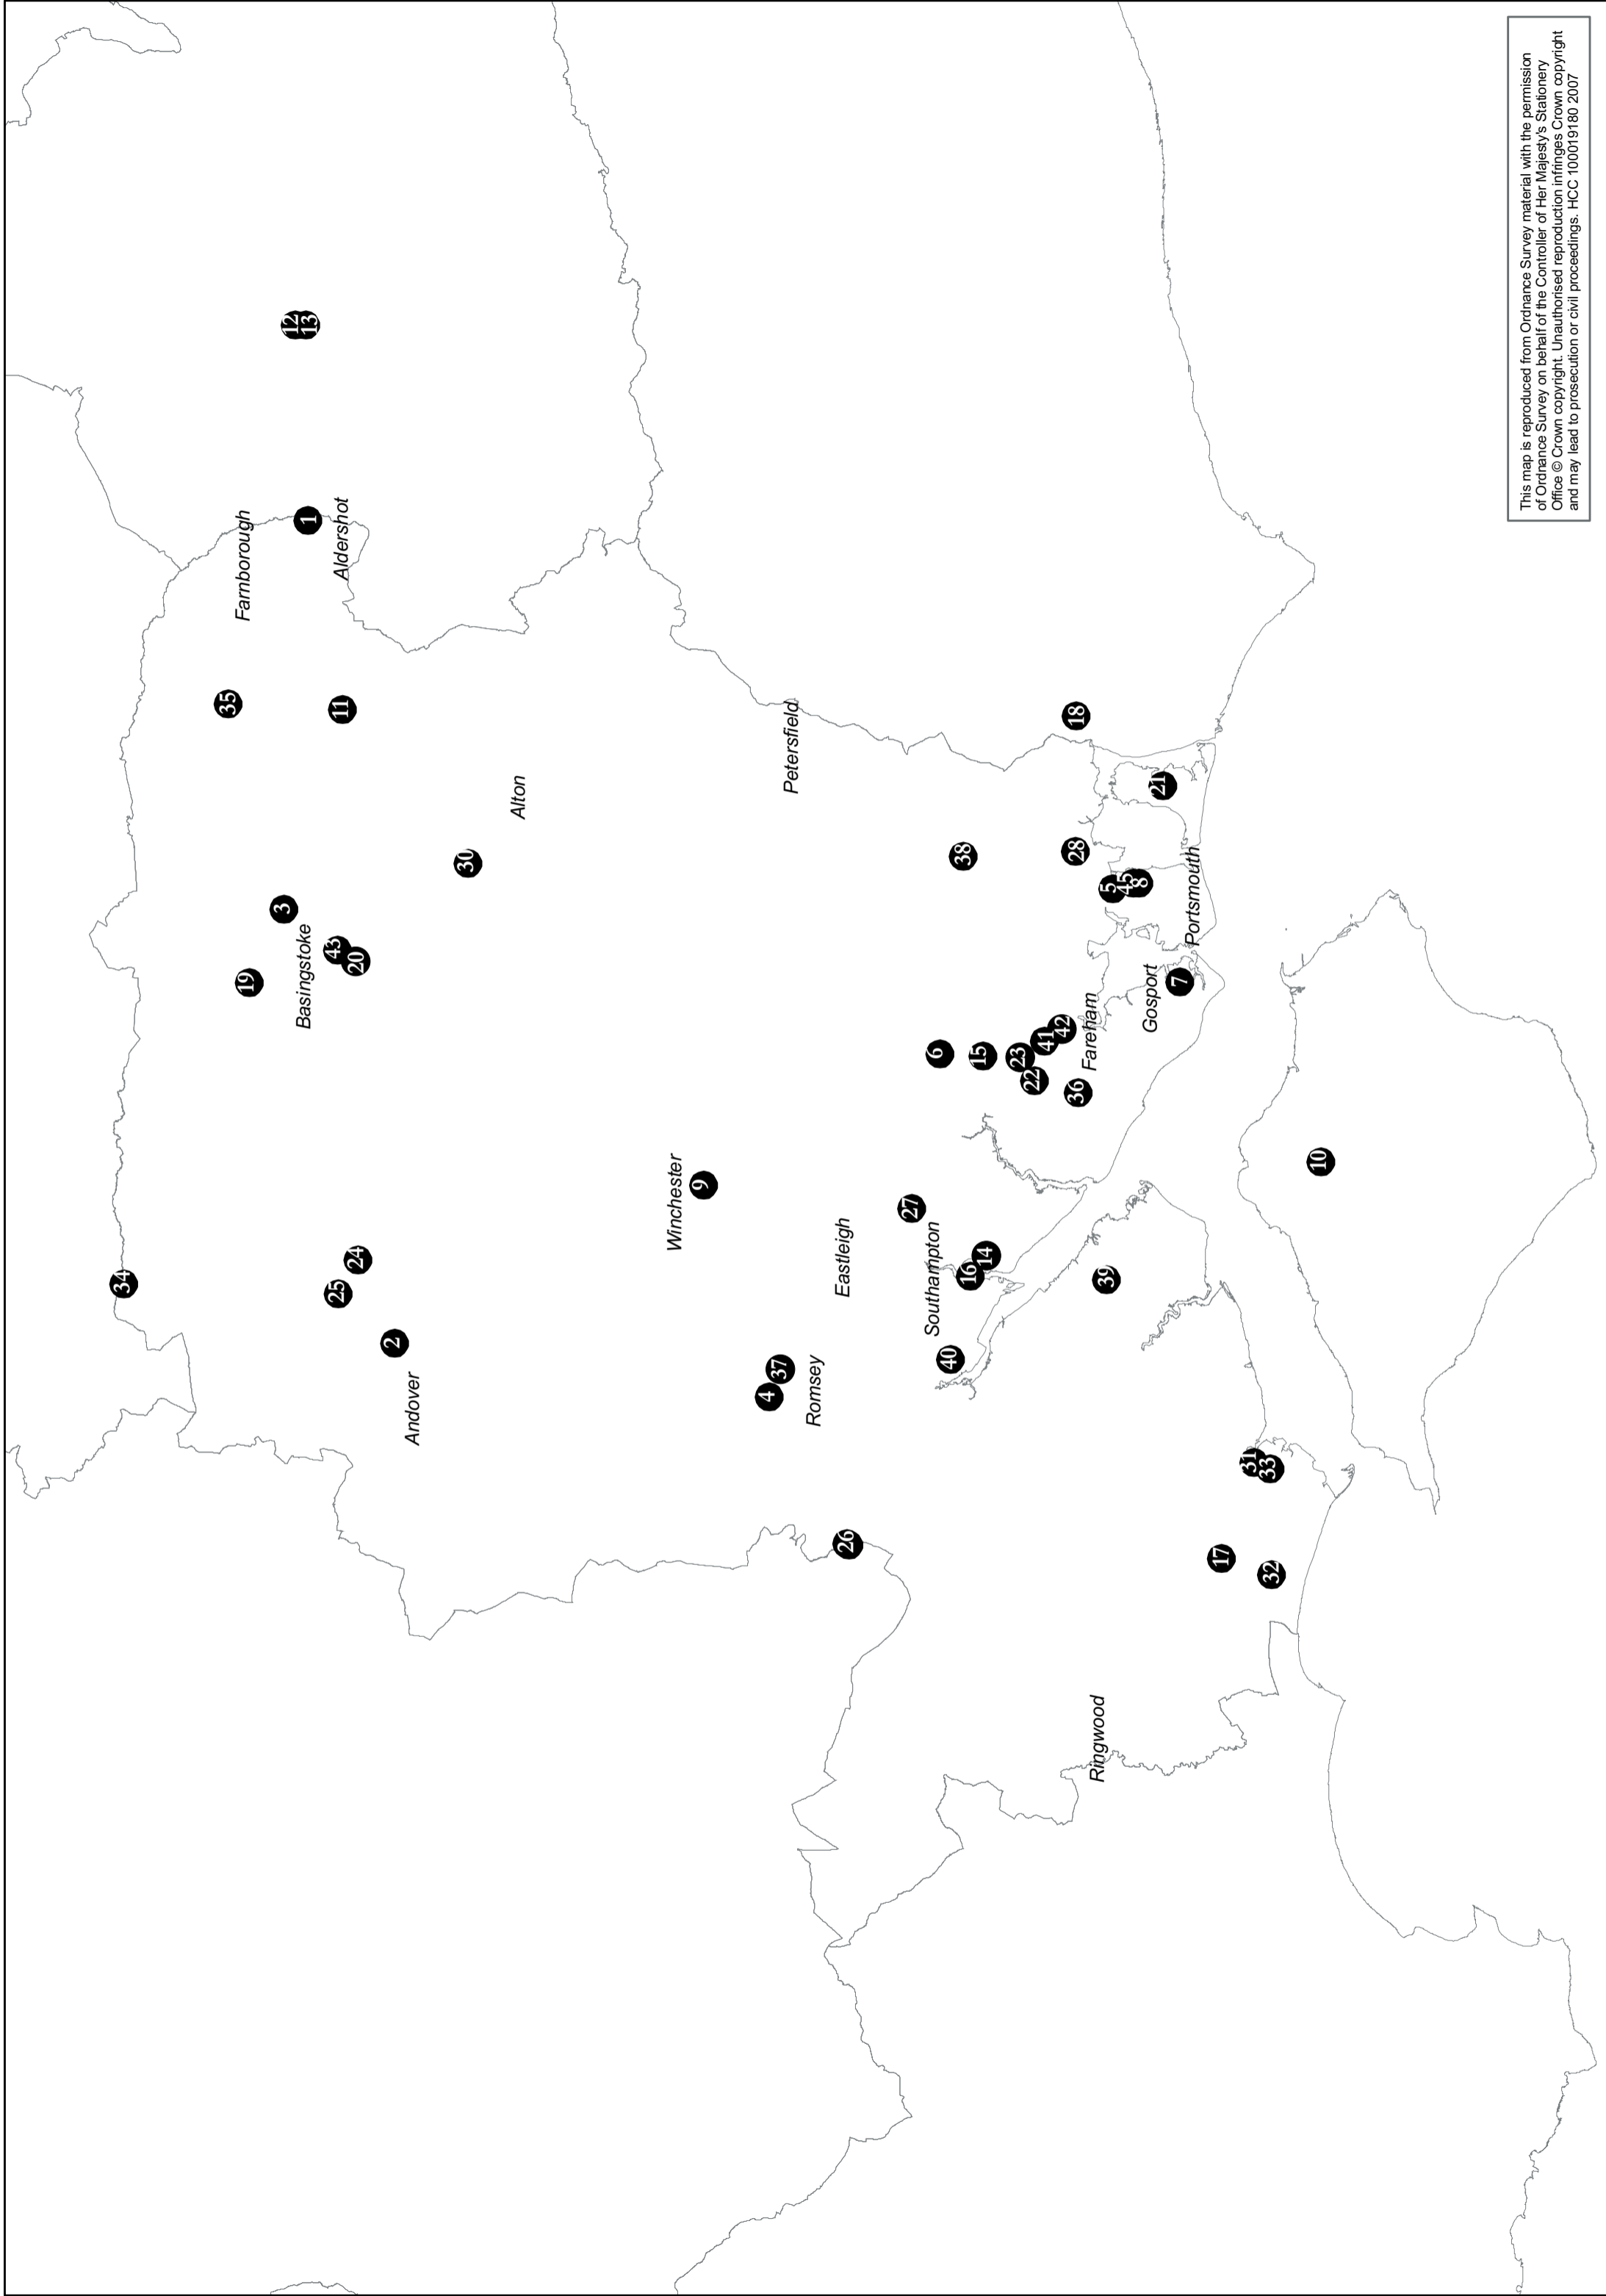 34
35
Farnborough
19
3
12
Basingstoke
1
13
43
25
11
Aldershot
20
24
2
Andover
30
Alton
Winchester
9
4
37
Petersfield
Romsey
Eastleigh
26
27
Southampton
6
40
38
16
15
14
23
22
41
42
28
18
36
Fareham
Ringwood
39
5
45
8
Gosport
21
7
Portsmouth
17
31
33
32
10
This map is reproduced from Ordnance Survey material with the permission
of Ordnance Survey on behalf of the Controller of Her Majesty's Stationery
Office © Crown copyright. Unauthorised reproduction infringes Crown copyright
and may lead to prosecution or civil proceedings. HCC 100019180 2007